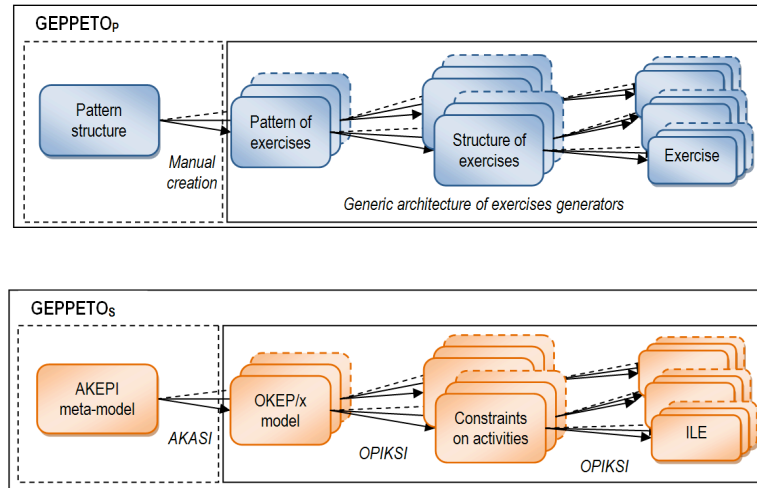 GEPPETOP
Pattern
structure
Manual
creation
Pattern of
exercises
Structure of
exercises
Exercise
Generic architecture of exercises generators
GEPPETOS
AKEPI
meta-model
AKASI
OKEP/x
model
OPIKSI
Constraints
on activities
OPIKSI
ILE